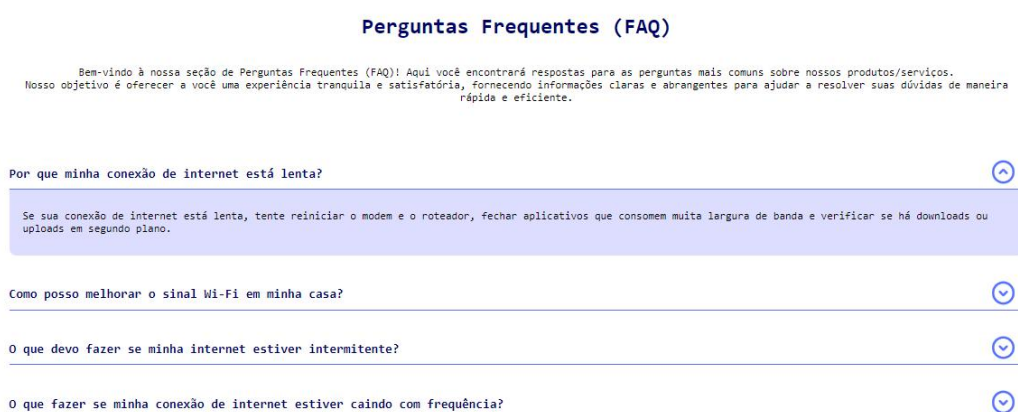 Perguntas Frequentes (FAQ)
Bem-vindo à nossa seção de Perguntas Frequentes (FAQ)! Aqui você encontrará respostas para as perguntas mais comuns sobre nossos produtos/serviços.
Nosso objetivo é oferecer a você uma experiência tranquila e satisfatória, fornecendo informações claras e abrangentes para ajudar a resolver suas dúvidas de maneira
rápida e eficiente.
Por que minha conexão de internet está lenta?
Se sua conexão de internet está lenta, tente reiniciar o modem e o roteador, fechar aplicativos que consomem muita largura de banda e verificar se há downloads ou
uploads em segundo plano.
Como posso melhorar o sinal Wi-Fi em minha casa?
O que devo fazer se minha internet estiver intermitente?
O que fazer se minha conexão de internet estiver caindo com frequência?